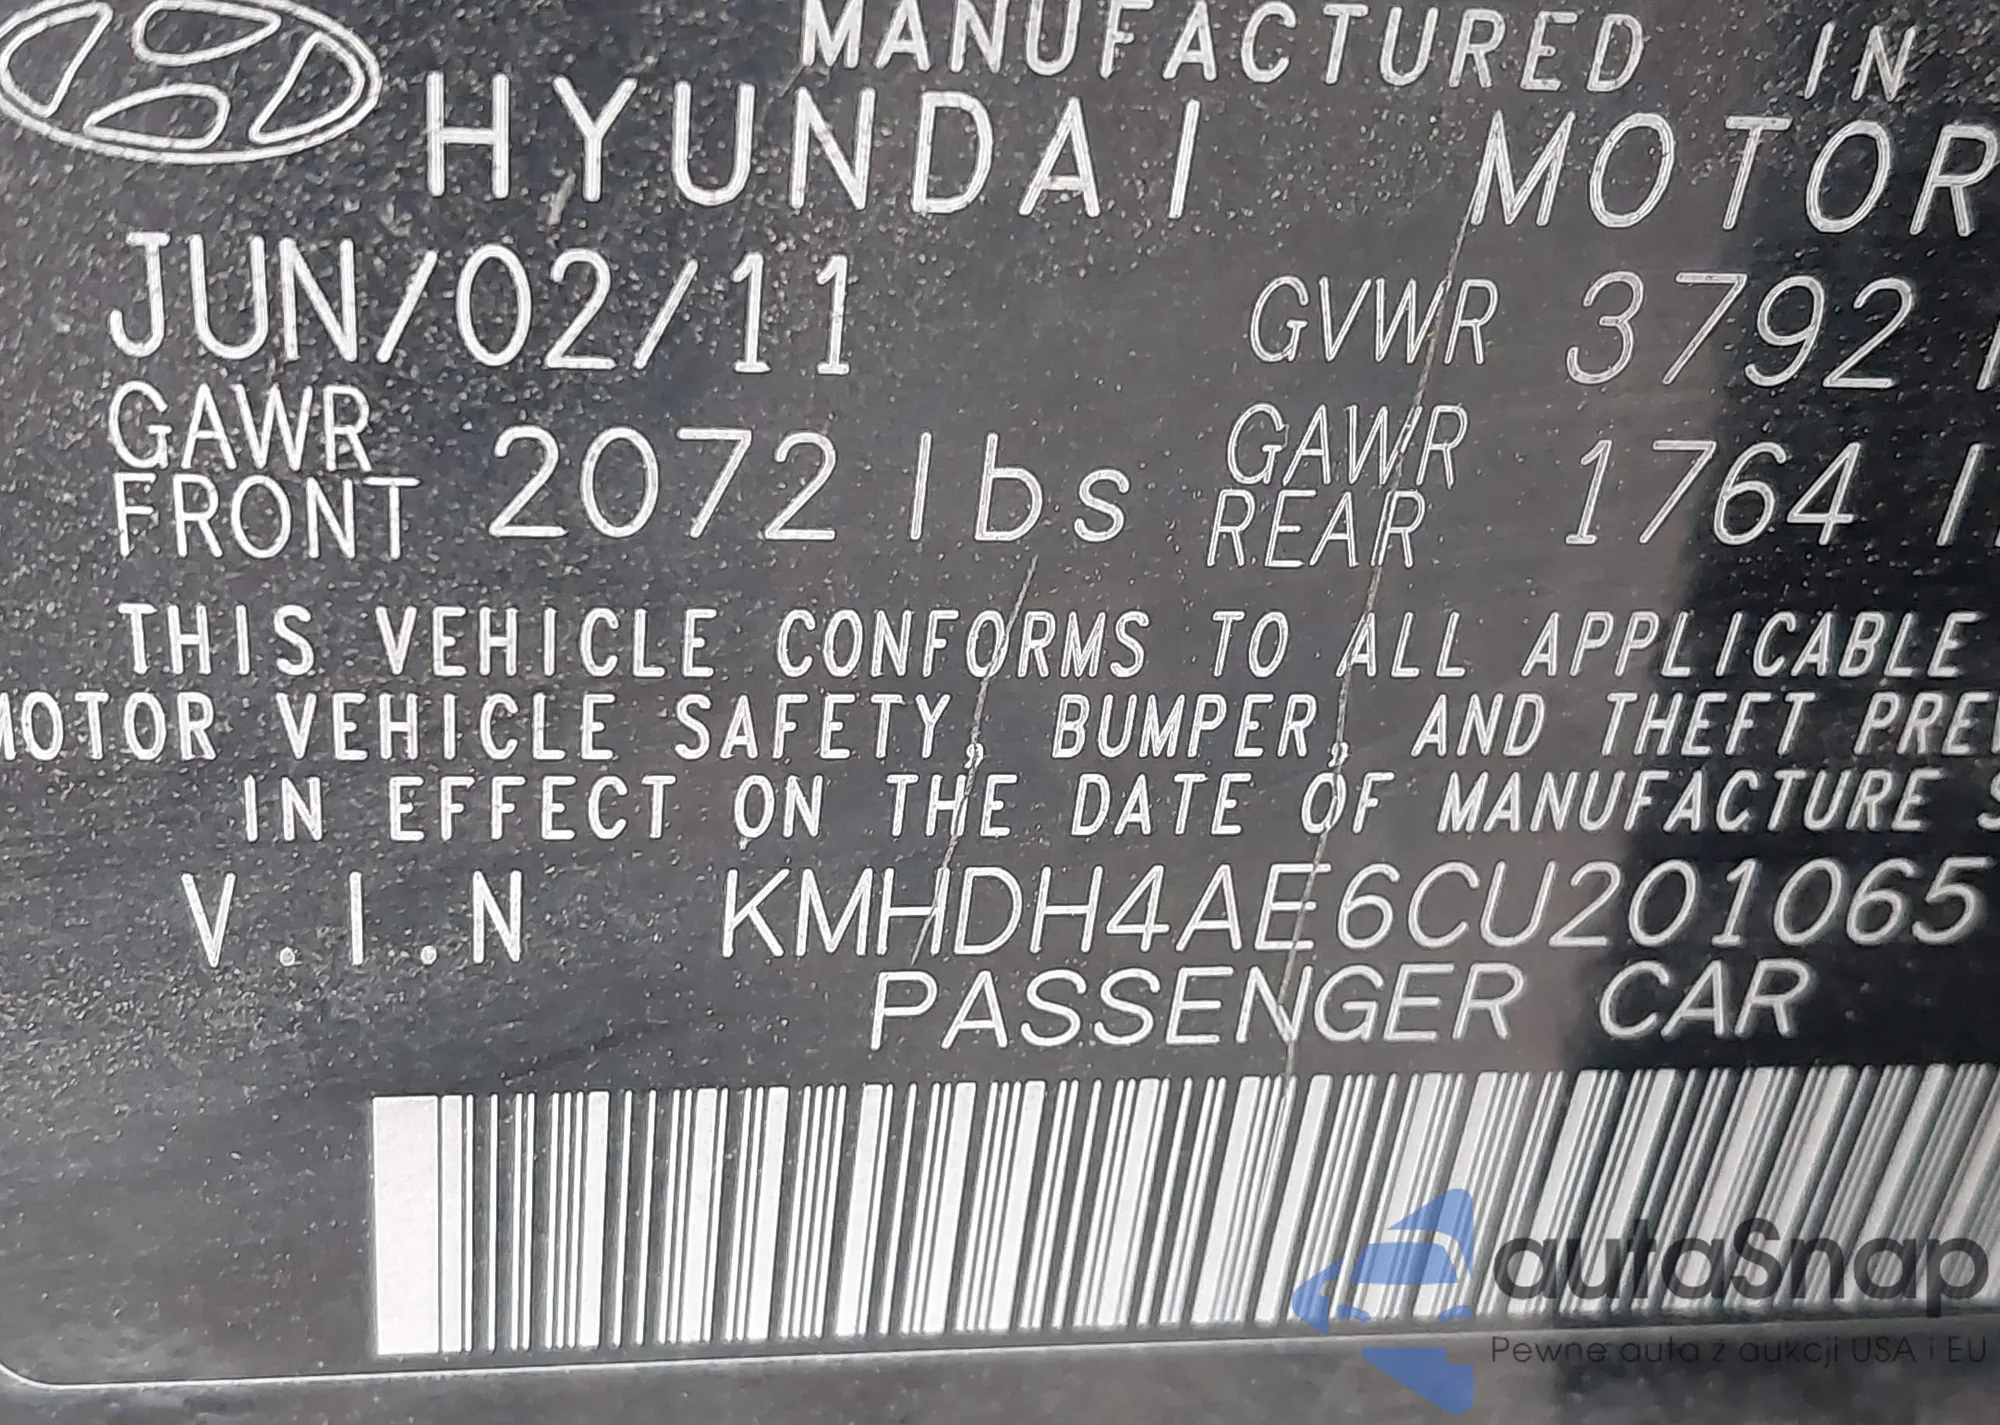 MANUFACTURED IN
HYUNDAI MOTOR
JUN/02/11 GVWR 3792
GAWR FRONT 2072 lbs GAWR REAR 1764
THIS VEHICLE CONFORMS TO ALL APPLICABLE
MOTOR VEHICLE SAFETY, BUMPER, AND THEFT PREV
IN EFFECT ON THE DATE OF MANUFACTURE S
V.I.N KMHDH4AE6CU201065
PASSENGER CAR
autaSnap
Pewne auta z aukcji USA i EU